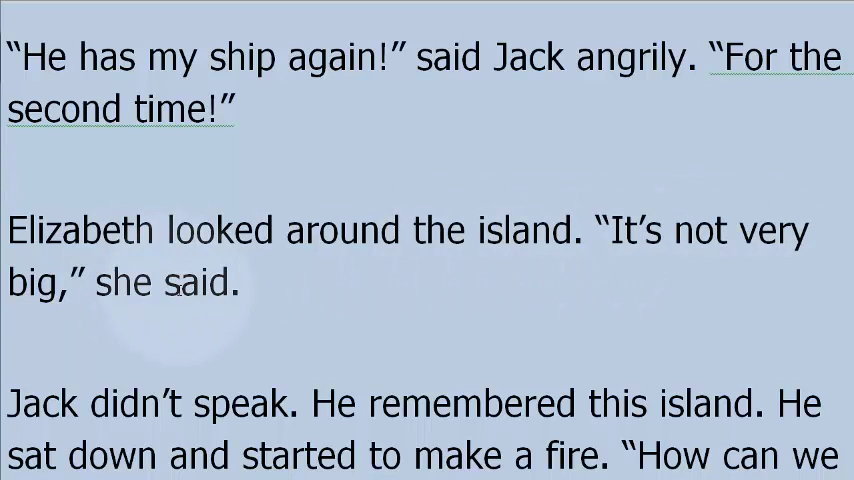 “He has my ship again!” said Jack angrily. “For the
second time!”
Elizabeth looked around the island. “It’s not very
big,” she said.
Jack didn’t speak. He remembered this island. He
sat down and started to make a fire. “How can we